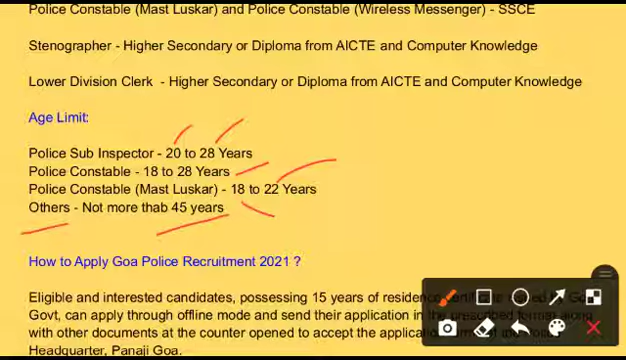 Police Constable (Mast Luskar) and Police Constable (Wireless Messenger) - SSCE
Stenographer - Higher Secondary or Diploma from AICTE and Computer Knowledge
Lower Division Clerk - Higher Secondary or Diploma from AICTE and Computer Knowledge
Age Limit:
Police Sub Inspector - 20 to 28 Years
Police Constable - 18 to 28 Years
Police Constable (Mast Luskar) - 18 to 22 Years
Others - Not more thab 45 years
How to Apply Goa Police Recruitment 2021 ?
Eligible and interested candidates, possessing 15 years of residence
Govt, can apply through offline mode and send their application in
with other documents at the counter opened to accept the
Headquarter, Panaji Goa.